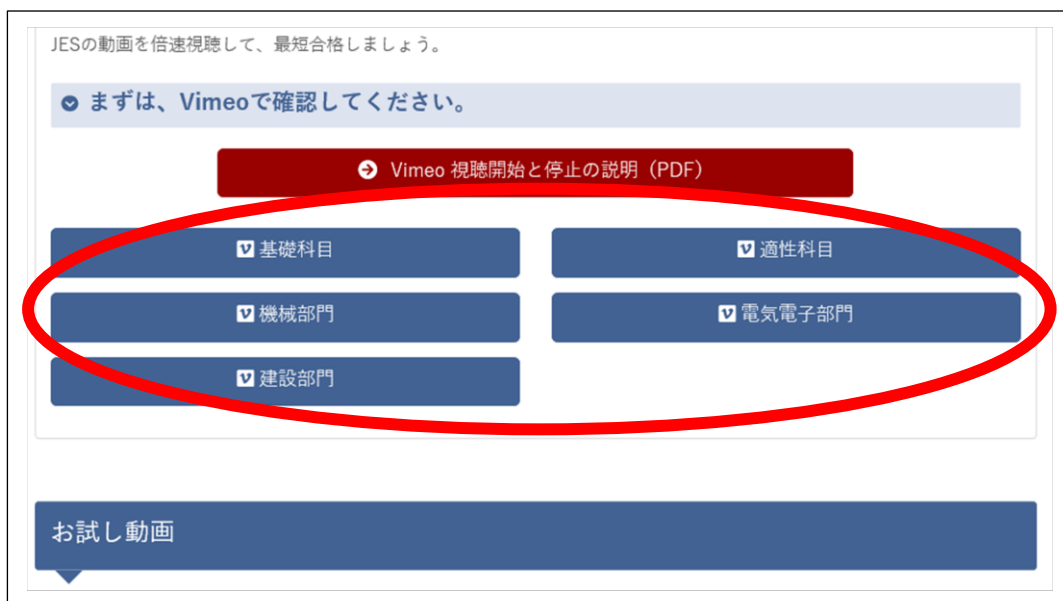 JESの動画を倍速視聴して、最短合格しましょう。
まずは、Vimeoで確認してください。
Vimeo 視聴開始と停止の説明（PDF）
基礎科目
適性科目
機械部門
電気電子部門
建設部門
お試し動画